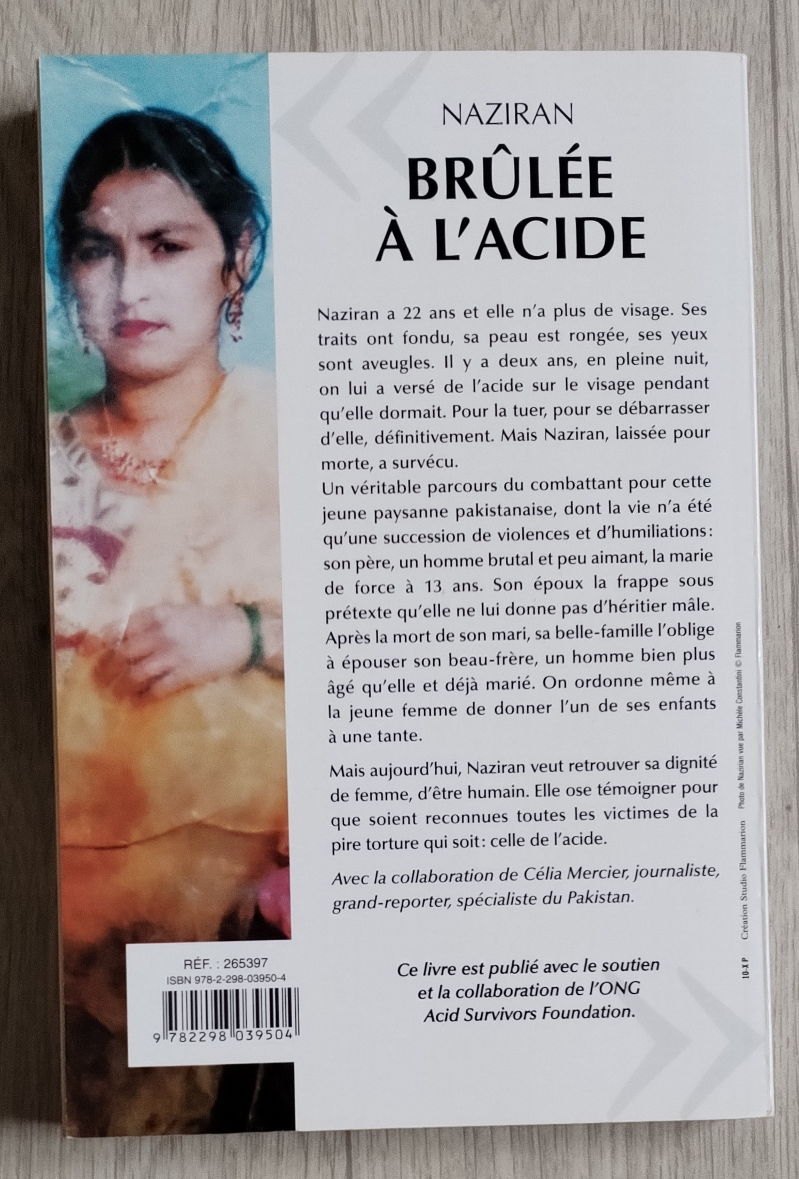 NAZIRAN
BRÛLÉE
À L'ACIDE
Naziran a 22 ans et elle n'a plus de visage. Ses
traits ont fondu, sa peau est rongée, ses yeux
sont aveugles. Il y a deux ans, en pleine nuit,
on lui a versé de l'acide sur le visage pendant
qu'elle dormait. Pour la tuer, pour se débarrasser
d'elle, définitivement. Mais Naziran, laissée pour
morte, a survécu.
Un véritable parcours du combattant pour cette
jeune paysanne pakistanaise, dont la vie n'a été
qu'une succession de violences et d'humiliations :
son père, un homme brutal et peu aimant, la marie
de force à 13 ans. Son époux la frappe sous
prétexte qu'elle ne lui donne pas d'héritier mâle.
Après la mort de son mari, sa belle-famille l'oblige
à épouser son beau-frère, un homme bien plus
âgé qu'elle et déjà marié. On ordonne même à
la jeune femme de donner l'un de ses enfants
à une tante.
Mais aujourd'hui, Naziran veut retrouver sa dignité
de femme, d'être humain. Elle ose témoigner pour
que soient reconnues toutes les victimes de la
pire torture qui soit : celle de l'acide.
Avec la collaboration de Célia Mercier, journaliste,
grand-reporter, spécialiste du Pakistan.
Ce livre est publié avec le soutien
et la collaboration de l'ONG
Acid Survivors Foundation.
RÉF. : 265397
ISBN 978-2-298-03950-4
9 782298 039504
10-X P Création Studio Flammarion Photo de Naziran vue par Michèle Constantini © Flammarion